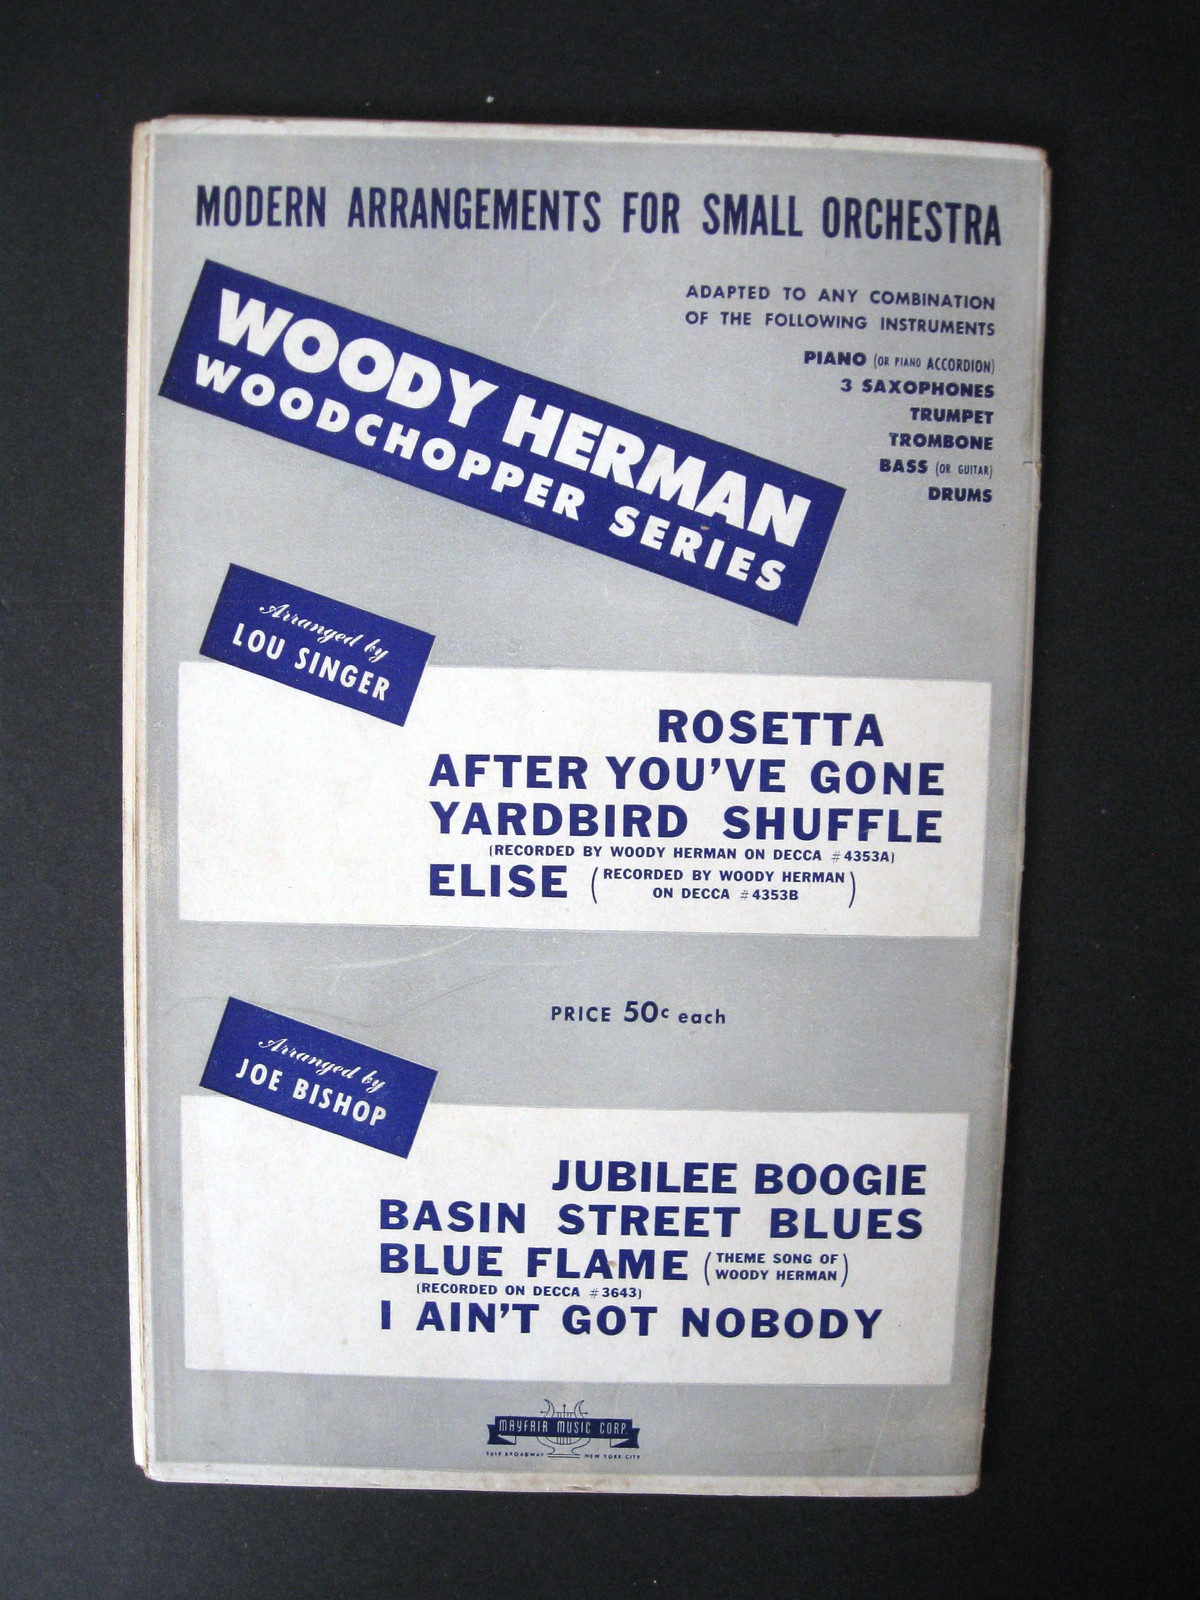 MODERN ARRANGEMENTS FOR SMALL ORCHESTRA
WOODY HERMAN
WOODCHOPPER SERIES
ADAPTED TO ANY COMBINATION
OF THE FOLLOWING INSTRUMENTS
PIANO (OR PIANO ACCORDION)
3 SAXOPHONES
TRUMPET
TROMBONE
BASS (OR GUITAR)
DRUMS
Arranged by
LOU SINGER
ROSETTA
AFTER YOU'VE GONE
YARDBIRD SHUFFLE
(RECORDED BY WOODY HERMAN ON DECCA #4353A)
ELISE (RECORDED BY WOODY HERMAN
ON DECCA #4353B)
PRICE 50c each
Arranged by
JOE BISHOP
JUBILEE BOOGIE
BASIN STREET BLUES
BLUE FLAME (THEME SONG OF
WOODY HERMAN)
(RECORDED ON DECCA #3643)
I AIN'T GOT NOBODY
MAYFAIR MUSIC CORP.
BROADWAY NEW YORK CITY